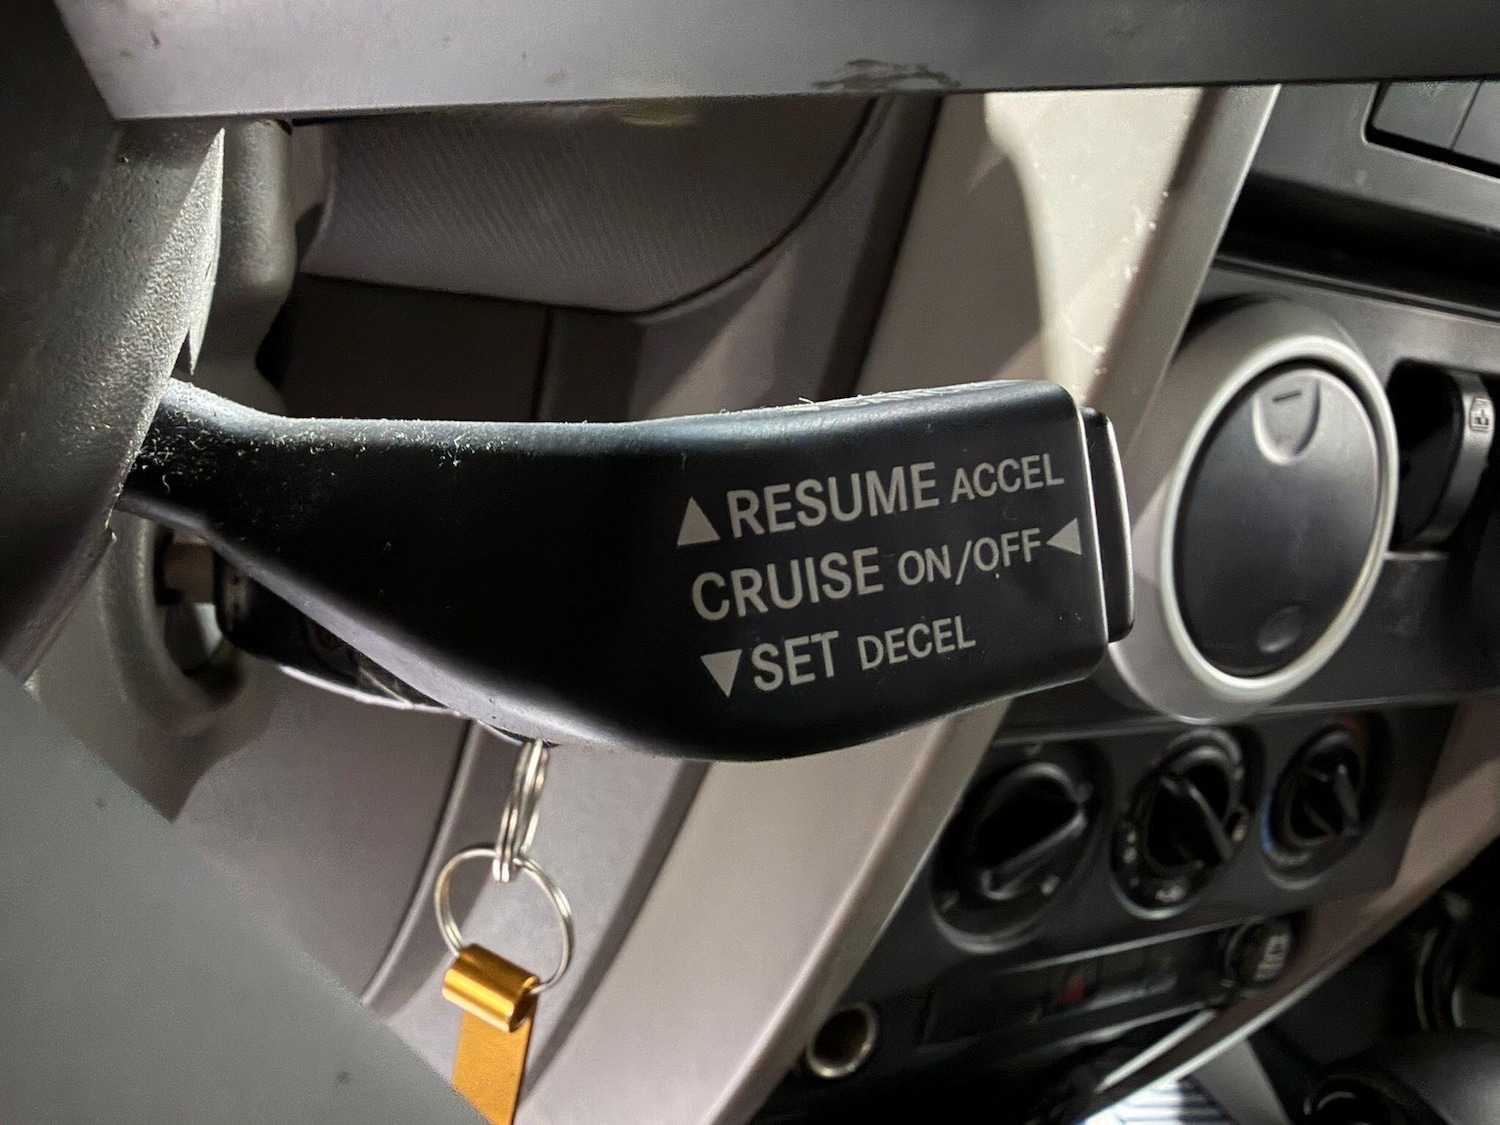 ▲RESUME ACCEL
CRUISE ON/OFF◀
▼SET DECEL